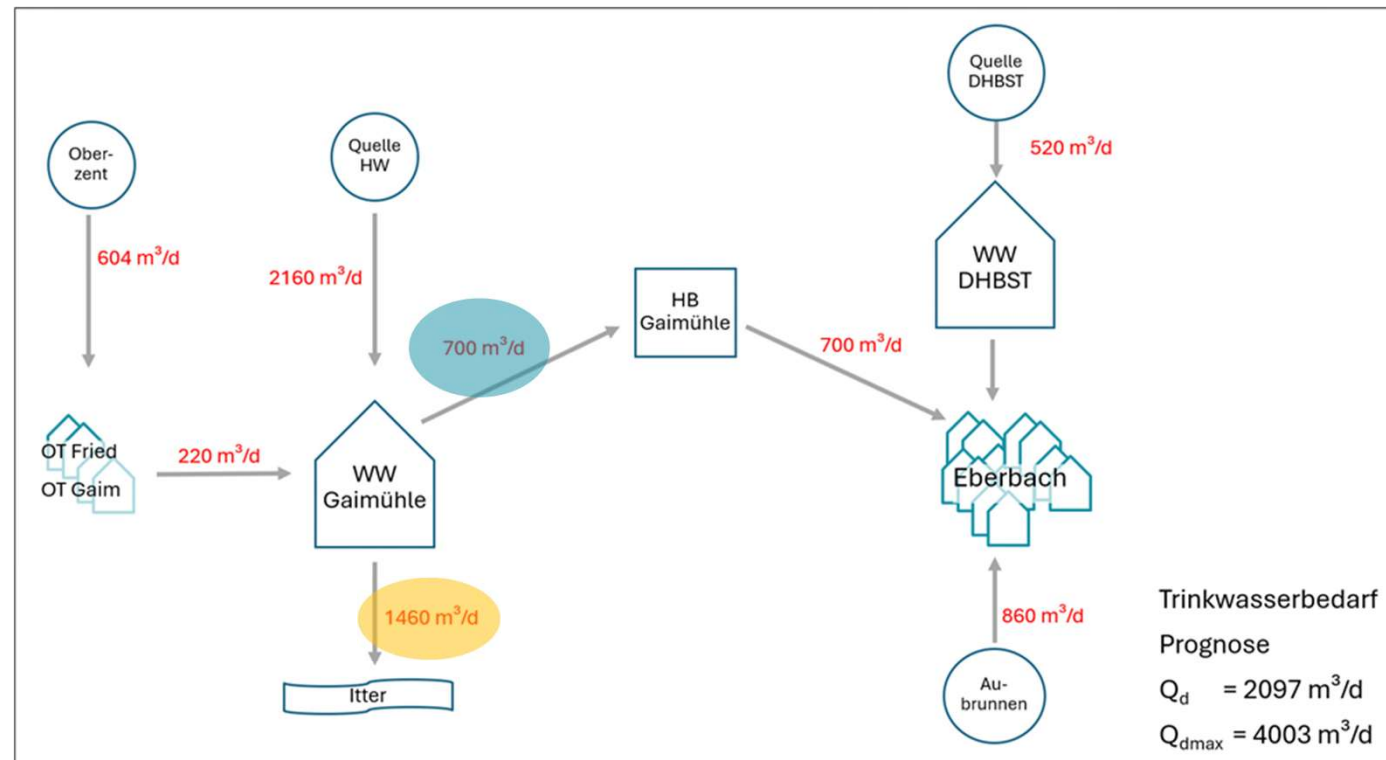 Ober-
zent
604 m³/d
OT Fried
OT Gaim
220 m³/d
Quelle
HW
2160 m³/d
WW
Gaimühle
1460 m³/d
Itter
700 m³/d
HB
Gaimühle
700 m³/d
Quelle
DHBST
520 m³/d
WW
DHBST
Eberbach
860 m³/d
Au-
brunnen
Trinkwasserbedarf
Prognose
Q_d = 2097 m³/d
Q_dmax = 4003 m³/d